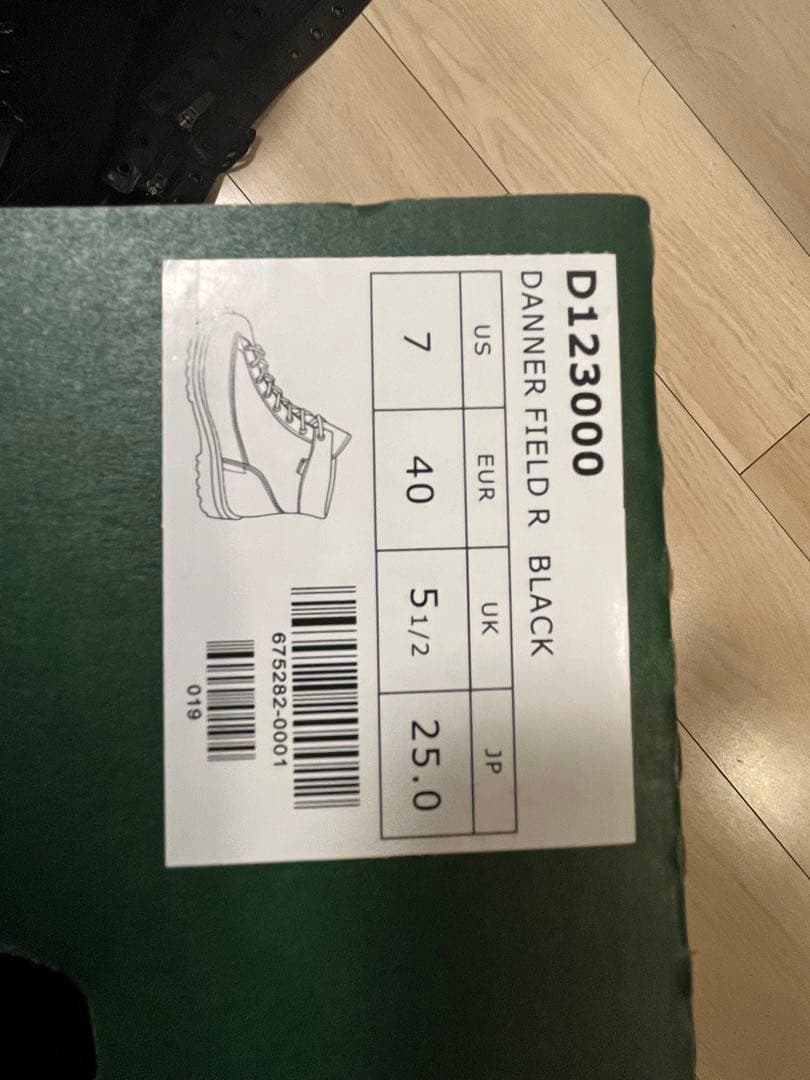 D123000
DANNER FIELD R BLACK
US EUR UK JP
7 40 5 1/2 25.0
675282-0001
019